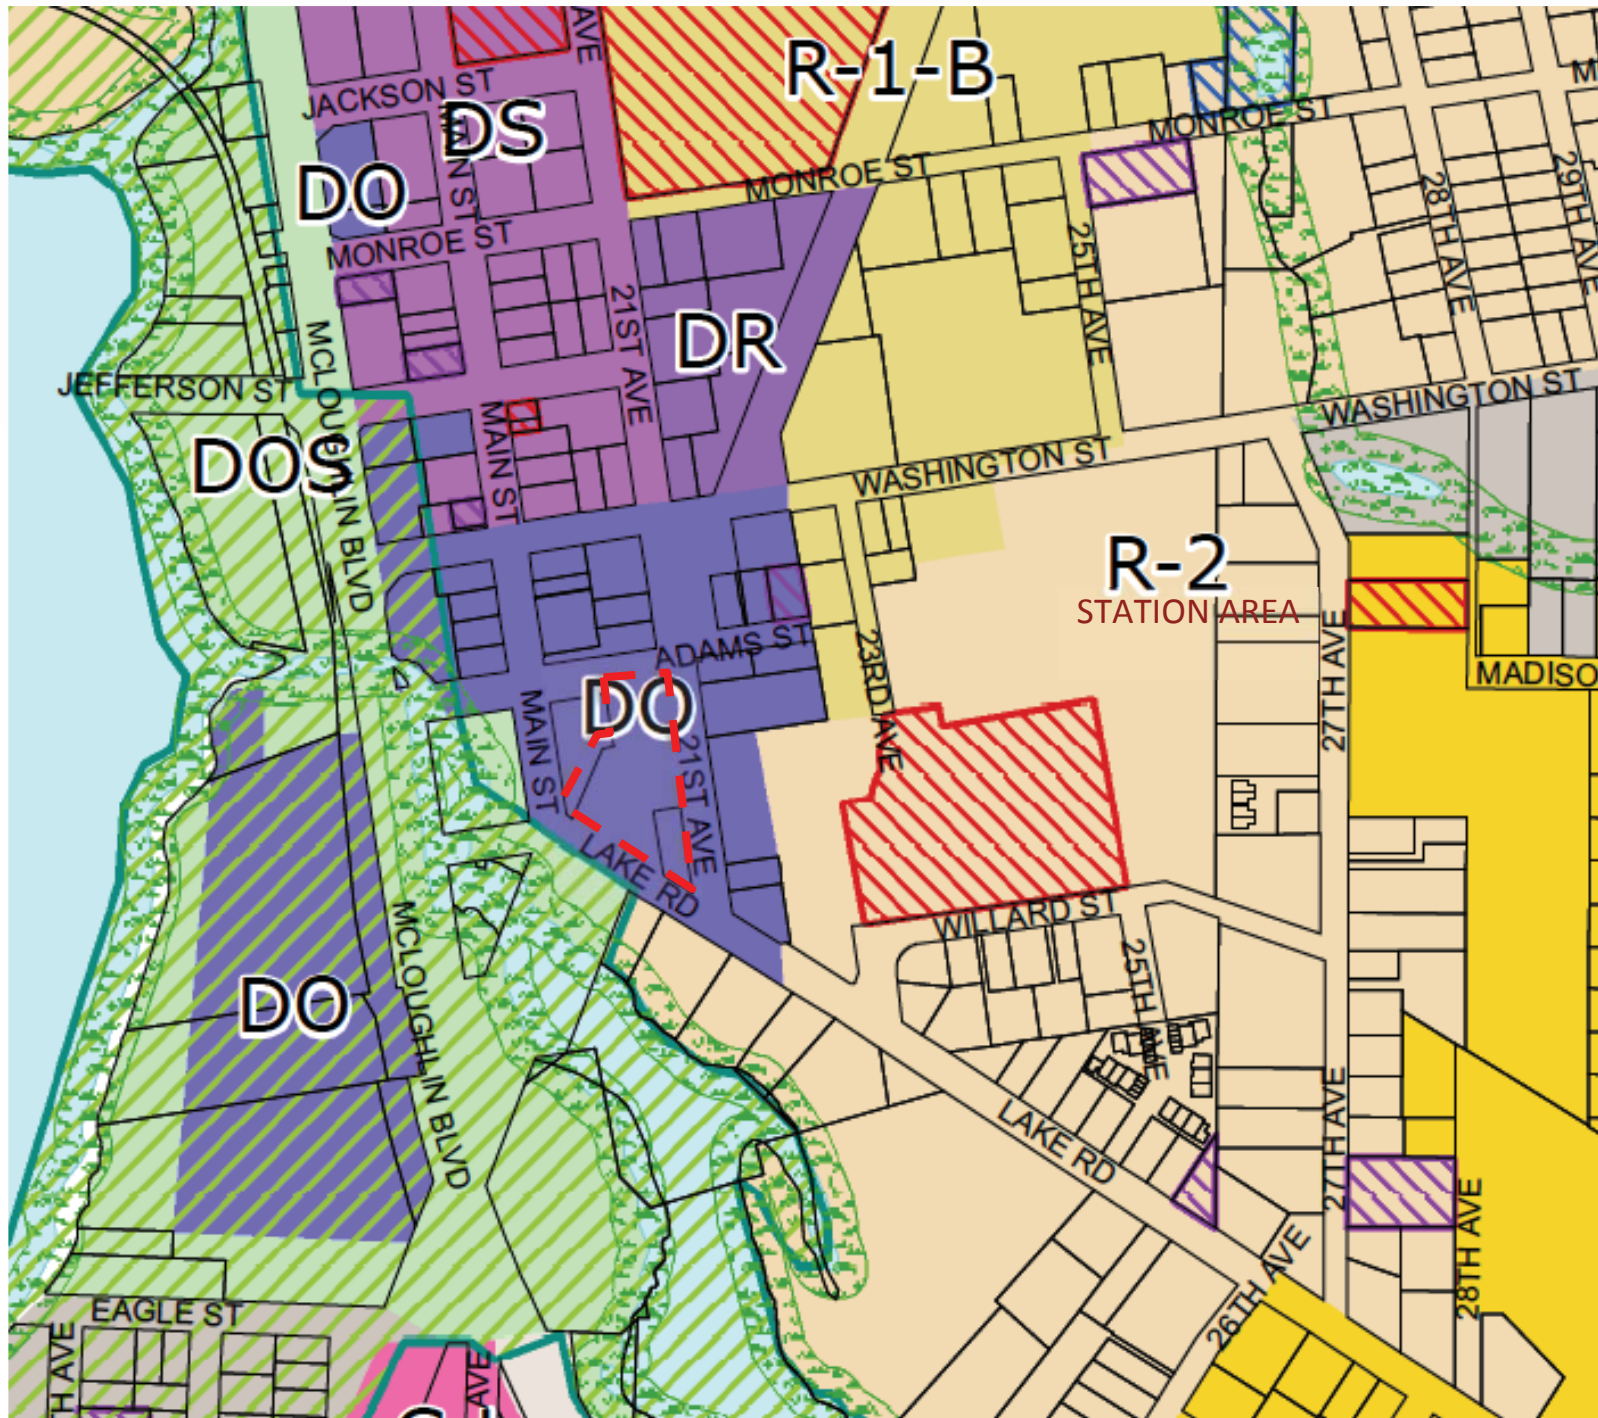 AVE
R-1-B
JACKSON ST
DS
MAIN ST
MONROE ST
DO
MONROE ST
MONROE ST
28TH AVE
29TH AVE
25TH AVE
21ST AVE
DR
MCLOUGHLIN BLVD
JEFFERSON ST
WASHINGTON ST
DOS
MAIN ST
WASHINGTON ST
R-2
STATION AREA
ADAMS ST
23RD AVE
27TH AVE
MADISO
DO
MAIN ST
21ST AVE
LAKE RD
WILLARD ST
MCLOUGHLIN BLVD
25TH AVE
DO
LAKE RD
27TH AVE
28TH AVE
26TH AVE
EAGLE ST
TH AVE
AVE